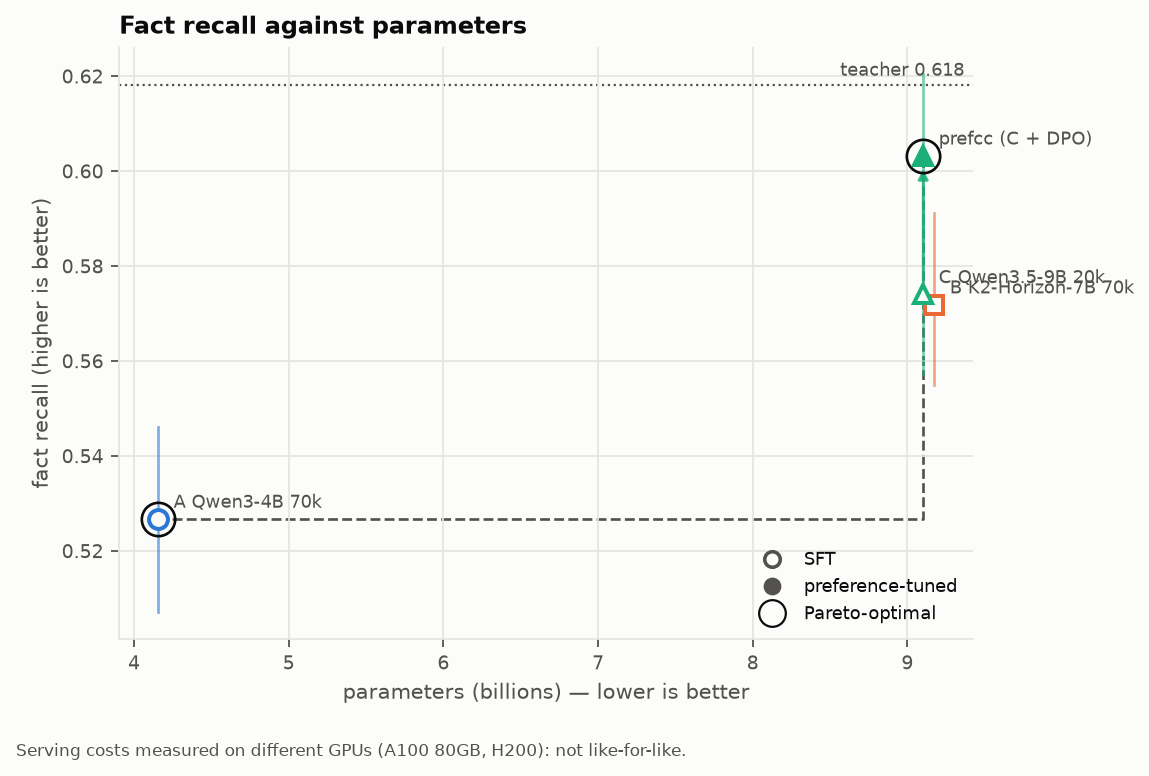 Fact recall against parameters
teacher 0.618
prefcc (C + DPO)
C Qwen3.5-9B 20k
B K2-Horizon-7B 70k
A Qwen3-4B 70k
0.62
0.60
0.58
0.56
0.54
0.52
fact recall (higher is better)
SFT
preference-tuned
Pareto-optimal
4
5
6
7
8
9
parameters (billions) — lower is better
Serving costs measured on different GPUs (A100 80GB, H200): not like-for-like.